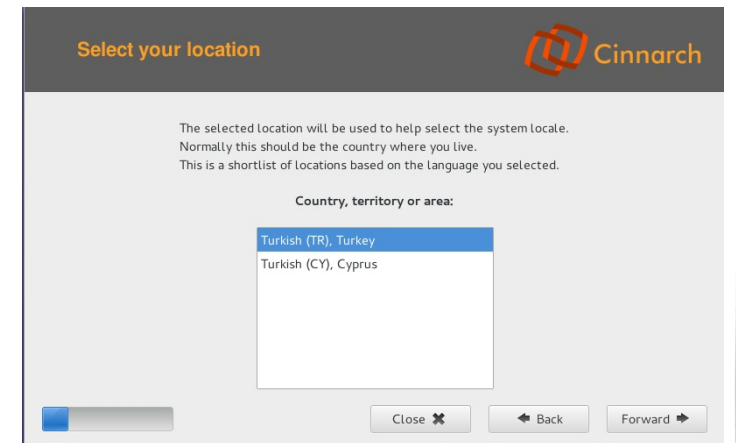 Select your location
Cinnarch
The selected location will be used to help select the system locale.
Normally this should be the country where you live.
This is a shortlist of locations based on the language you selected.
Country, territory or area:
Turkish (TR), Turkey
Turkish (CY), Cyprus
Close
Back
Forward